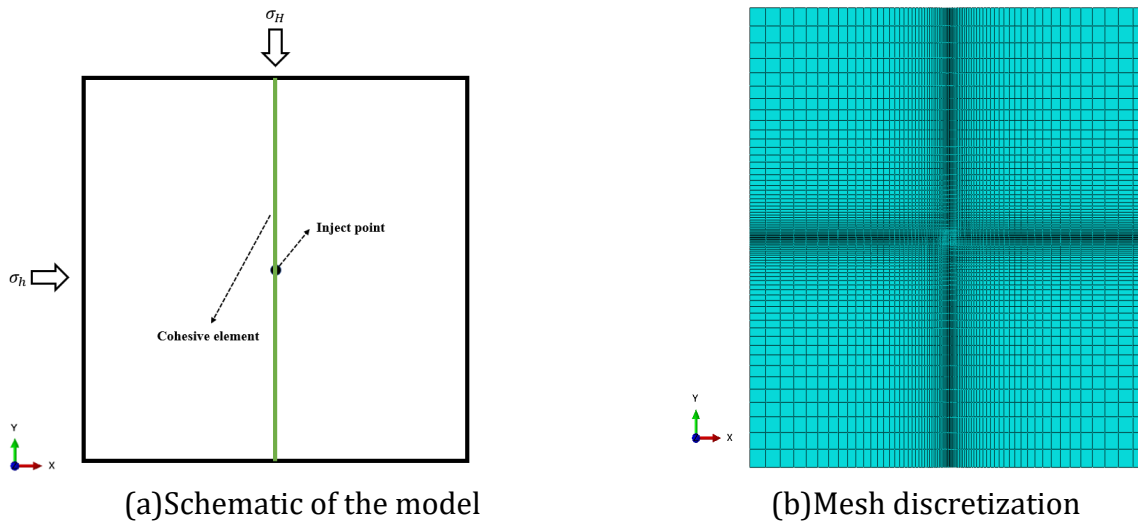 σH
Inject point
σh
Cohesive element
Y
X
Y
X
(a)Schematic of the model
(b)Mesh discretization